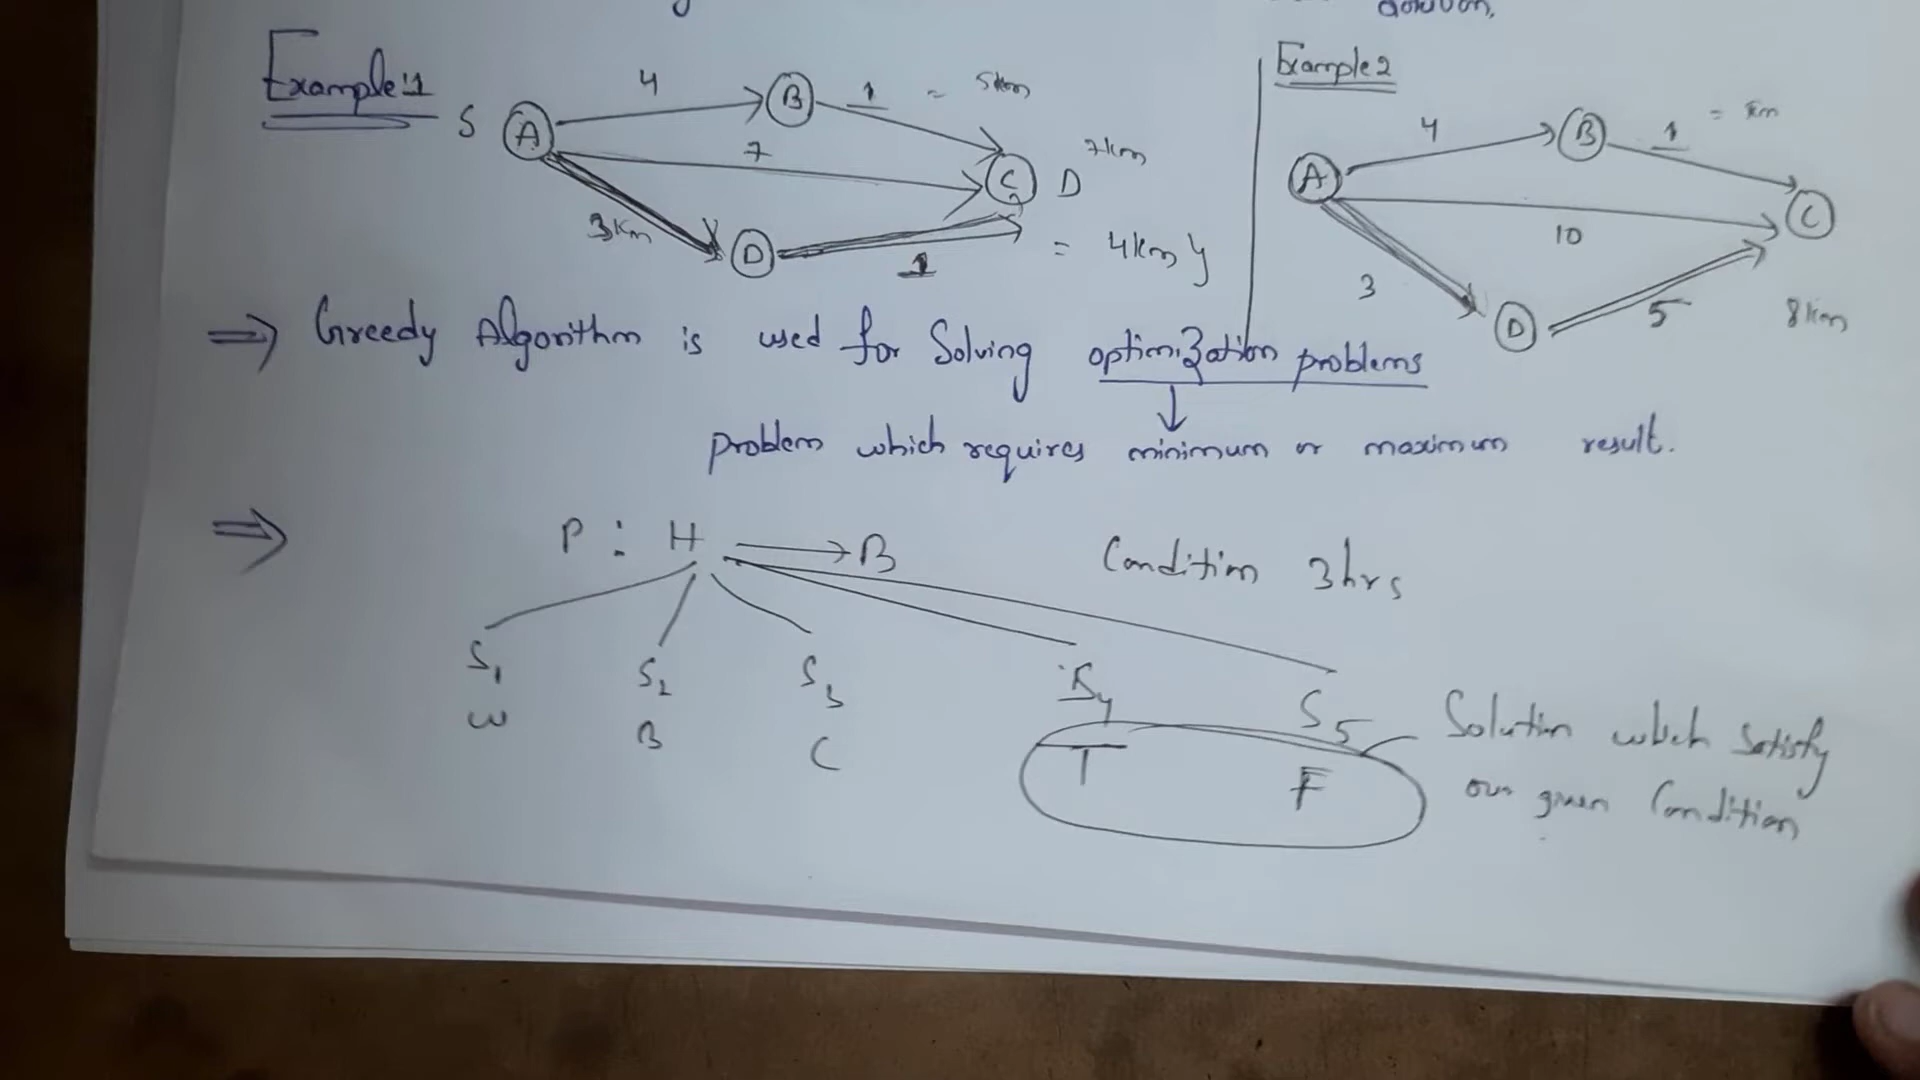 solution.
Example 1
S A 4 B 1 = 5km
7
C D 7km
3km D 1 = 4km
Example 2
A 4 B 1 = km
10 C
3 D 5 8km
⇒ Greedy Algorithm is used for Solving optimization problems
↓
problem which requires minimum or maximum result.
⇒ P : H → B Condition 3hrs
S1 S2 S3 S4 S5
W B C T F
Solution which satisfy
our given Condition